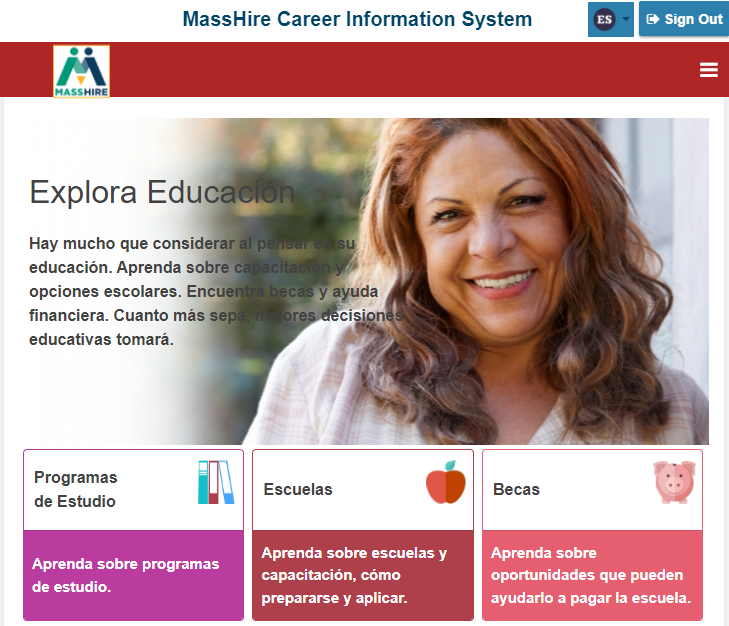 MassHire Career Information System
ES
Sign Out
MASSHIRE
Explora Educación
Hay mucho que considerar al pensar en su
educación. Aprenda sobre capacitación y
opciones escolares. Encuentra becas y ayuda
financiera. Cuanto más sepa, mejores decisiones
educativas tomará.
Programas
de Estudio
Escuelas
Becas
Aprenda sobre programas
de estudio.
Aprenda sobre escuelas y
capacitación, cómo
prepararse y aplicar.
Aprenda sobre
oportunidades que pueden
ayudarlo a pagar la escuela.